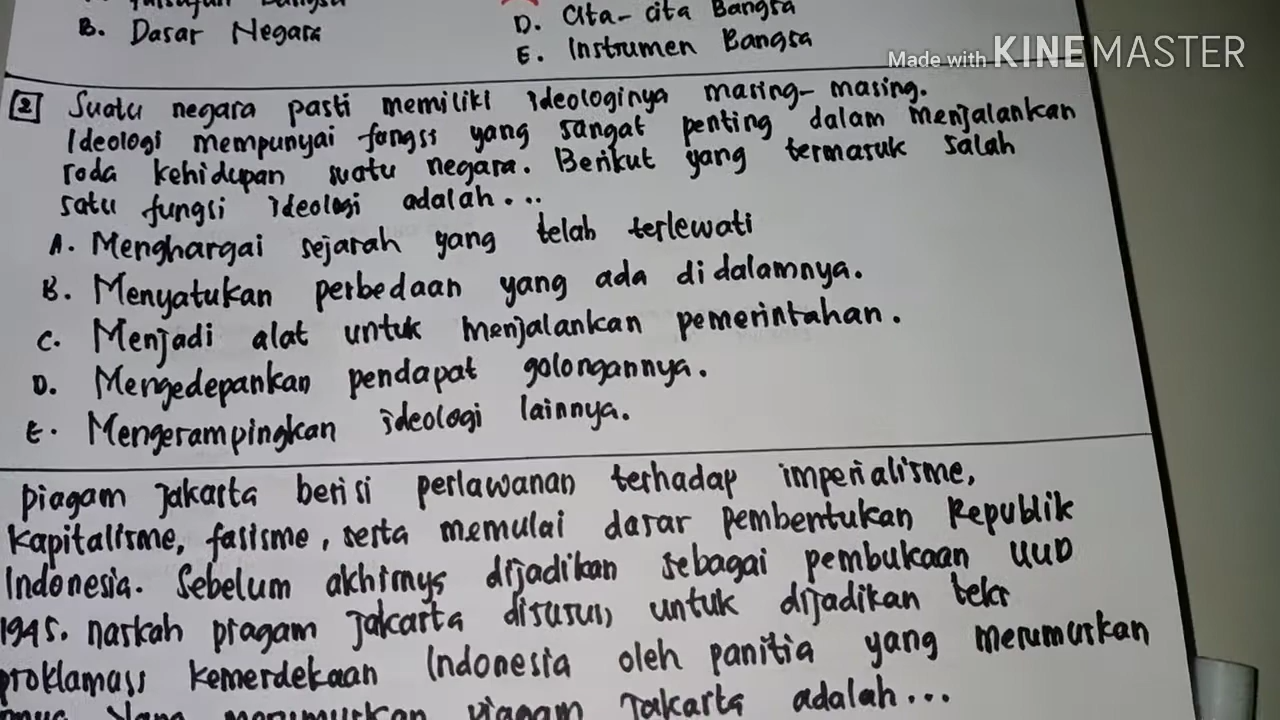 B. Dasar Negara
D. Cita-cita Bangsa
E. Instrumen Bangsa
Made with KINEMASTER
2 Suatu negara pasti memiliki ideologinya masing-masing.
Ideologi mempunyai fungsi yang sangat penting dalam menjalankan
roda kehidupan suatu negara. Berikut yang termasuk salah
satu fungsi ideologi adalah...
A. Menghargai sejarah yang telah terlewati
B. Menyatukan perbedaan yang ada di dalamnya.
C. Menjadi alat untuk menjalankan pemerintahan.
D. Mengedepankan pendapat golongannya.
E. Mengerampingkan ideologi lainnya.
Piagam Jakarta berisi perlawanan terhadap imperialisme,
kapitalisme, fasisme, serta memulai dasar pembentukan Republik
Indonesia. Sebelum akhirnys dijadikan sebagai pembukaan UUD
1945. naskah piagam Jakarta disusun untuk dijadikan teks
proklamasi kemerdekaan Indonesia oleh panitia yang merumuskan
yang merumuskan piagam Jakarta adalah...